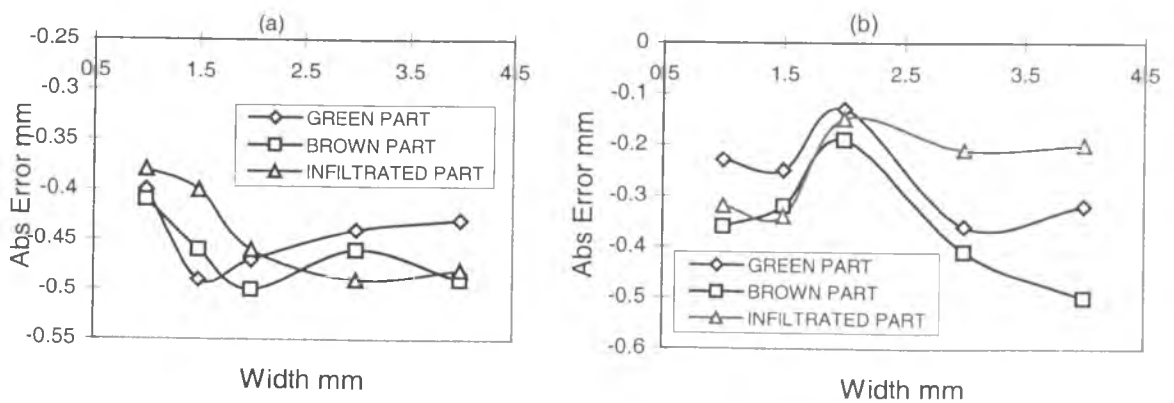 (a)
-0.25
0.5
1.5
2.5
3.5
4.5
-0.3
-0.35
-0.4
-0.45
-0.5
-0.55
Abs Error mm
GREEN PART
BROWN PART
INFILTRATED PART
Width mm
(b)
0
0.5
1.5
2.5
3.5
4.5
-0.1
-0.2
-0.3
-0.4
-0.5
-0.6
Abs Error mm
GREEN PART
BROWN PART
INFILTRATED PART
Width mm